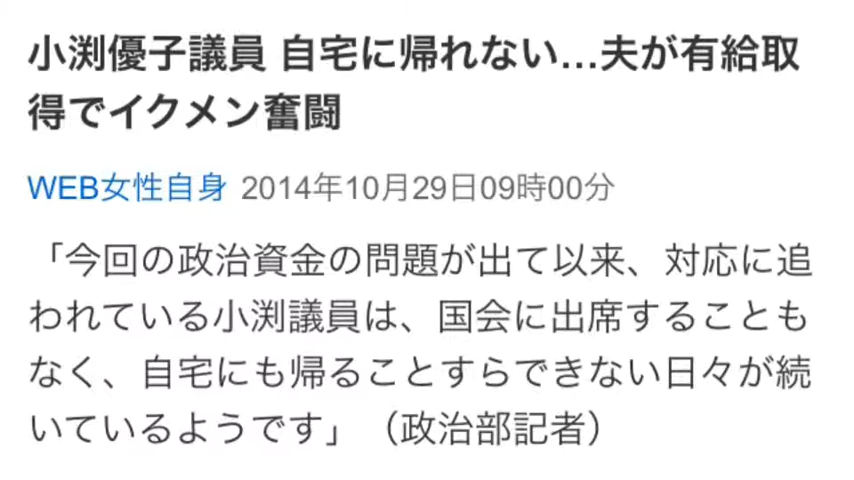 小渕優子議員 自宅に帰れない…夫が有給取
得でイクメン奮闘
WEB女性自身 2014年10月29日09時00分
「今回の政治資金の問題が出て以来、対応に追
われている小渕議員は、国会に出席することも
なく、自宅にも帰ることすらできない日々が続
いているようです」（政治部記者）